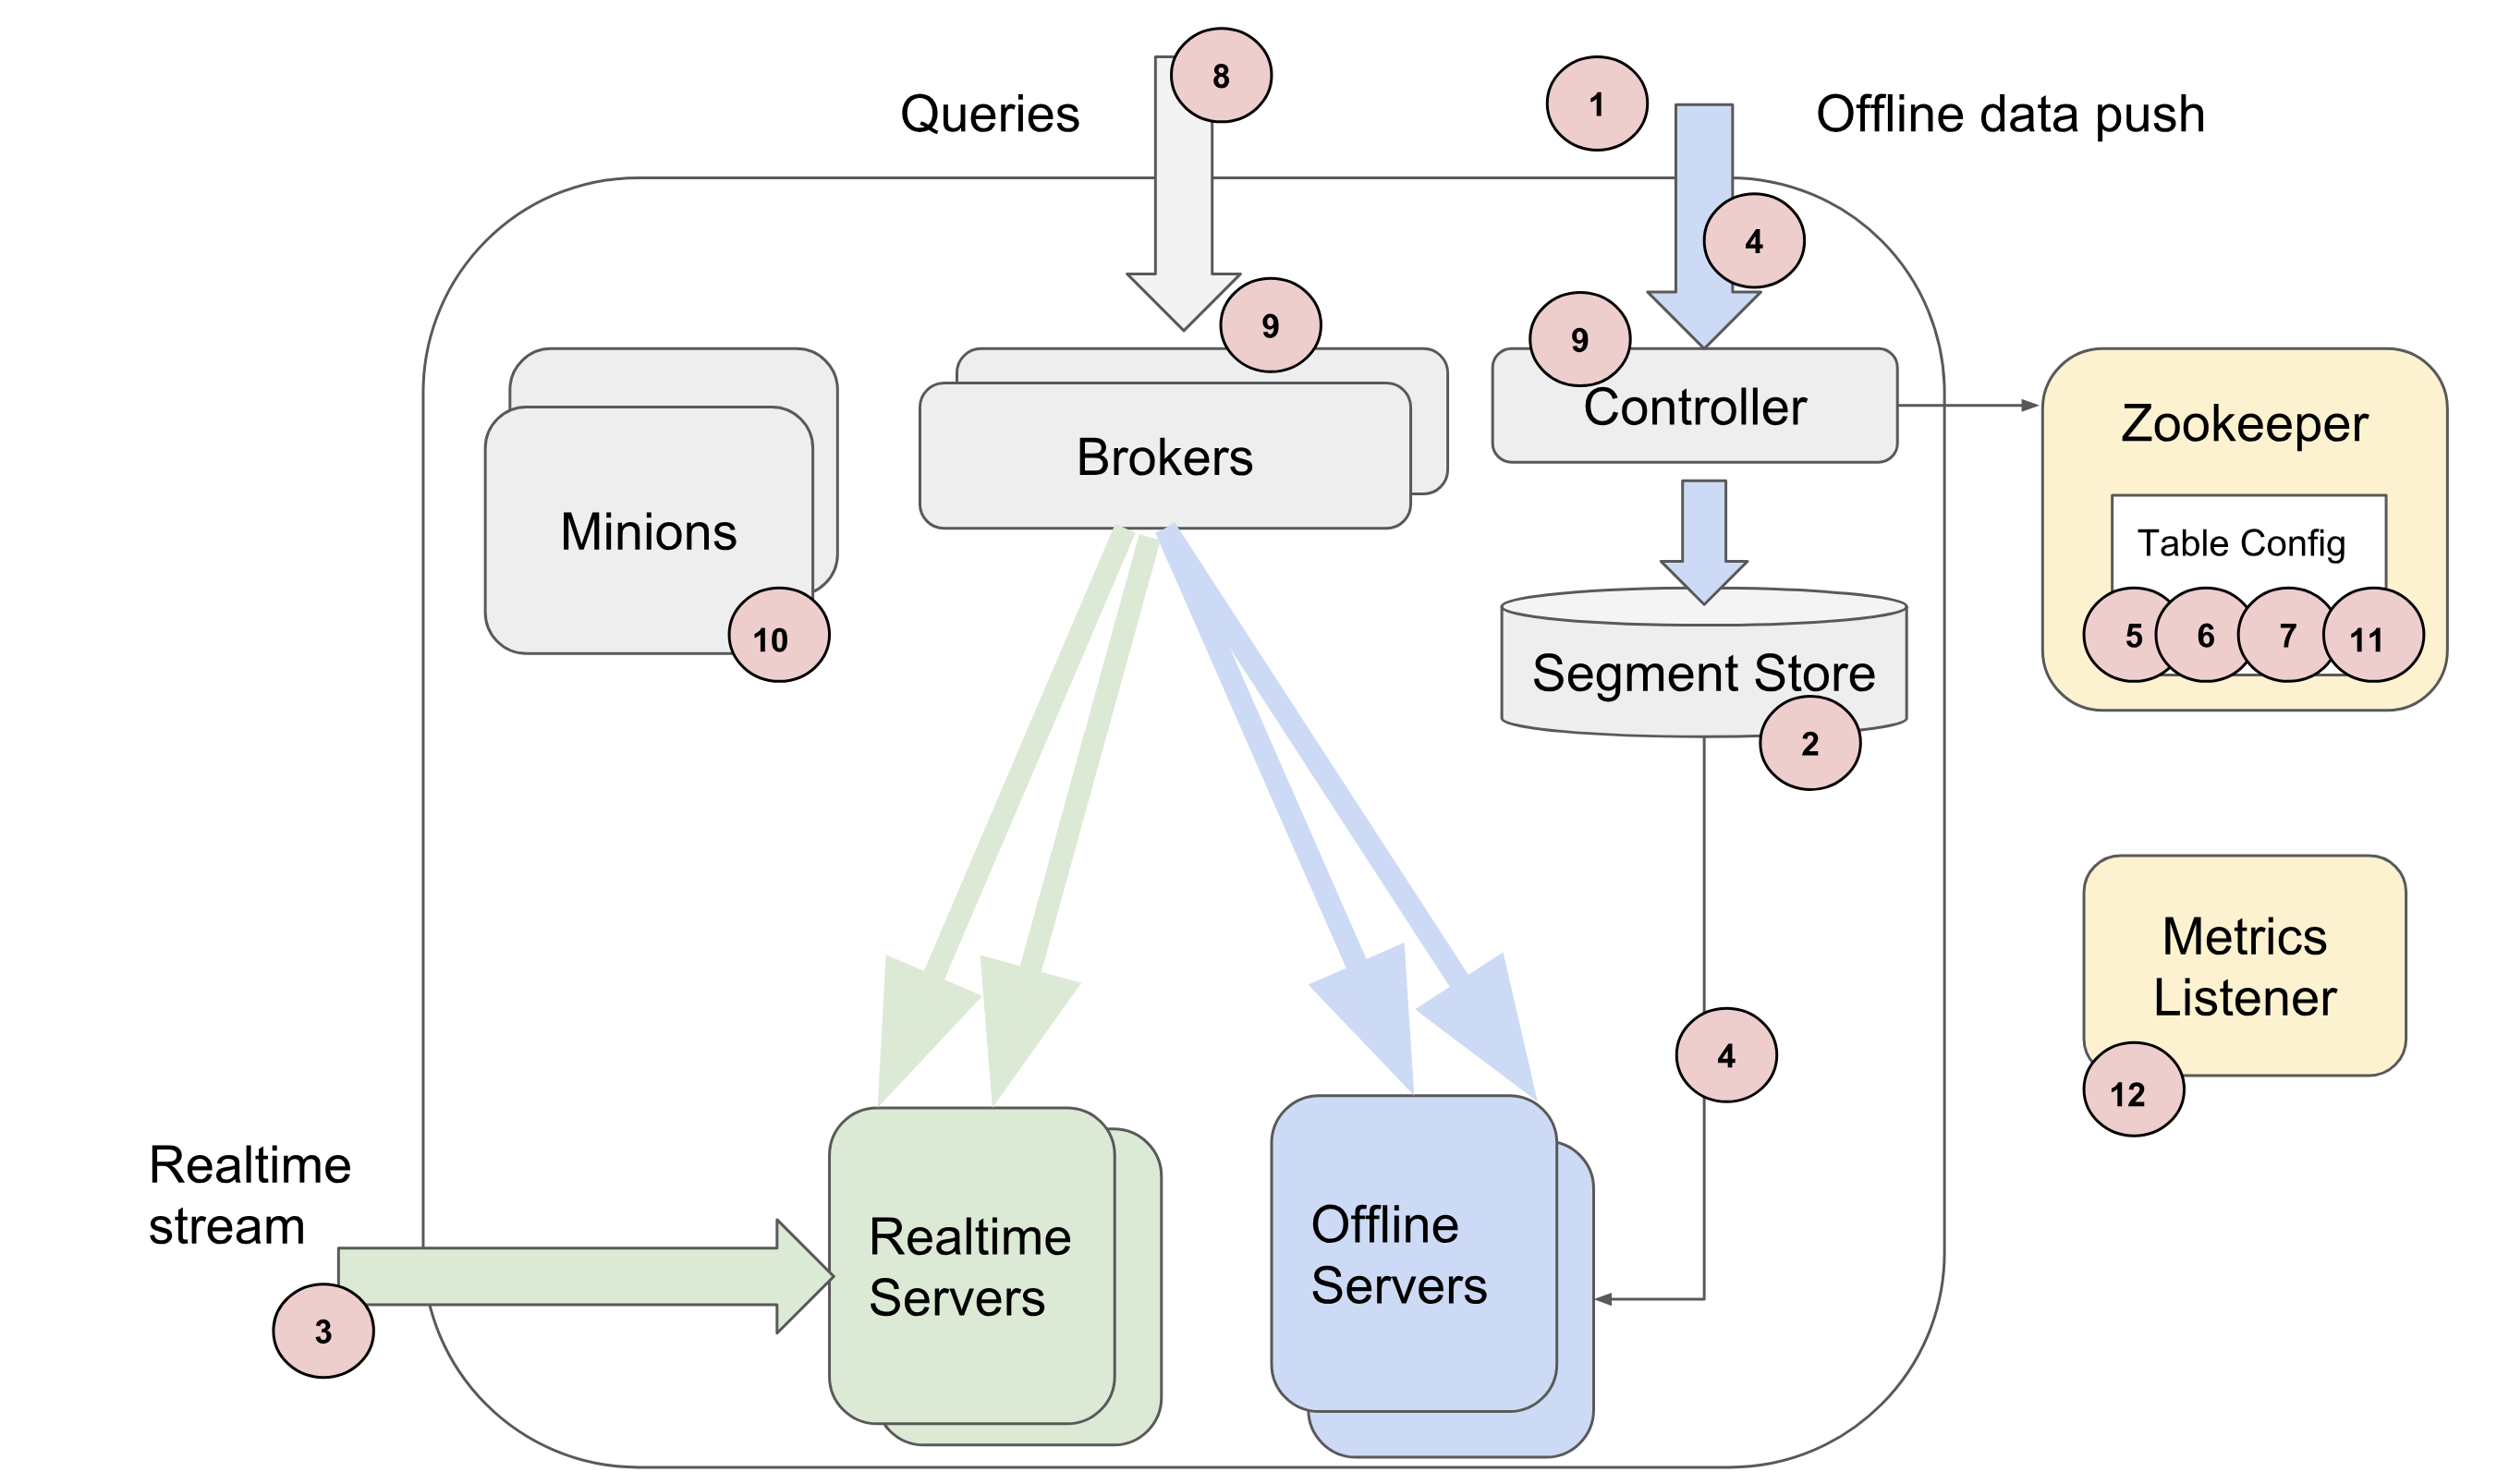 8
Queries
1
Offline data push
4
9
9
Controller
Brokers
Zookeeper
Minions
Table Config
10
5
6
7
11
Segment Store
2
Metrics
Listener
4
12
Realtime
stream
Realtime
Servers
Offline
Servers
3